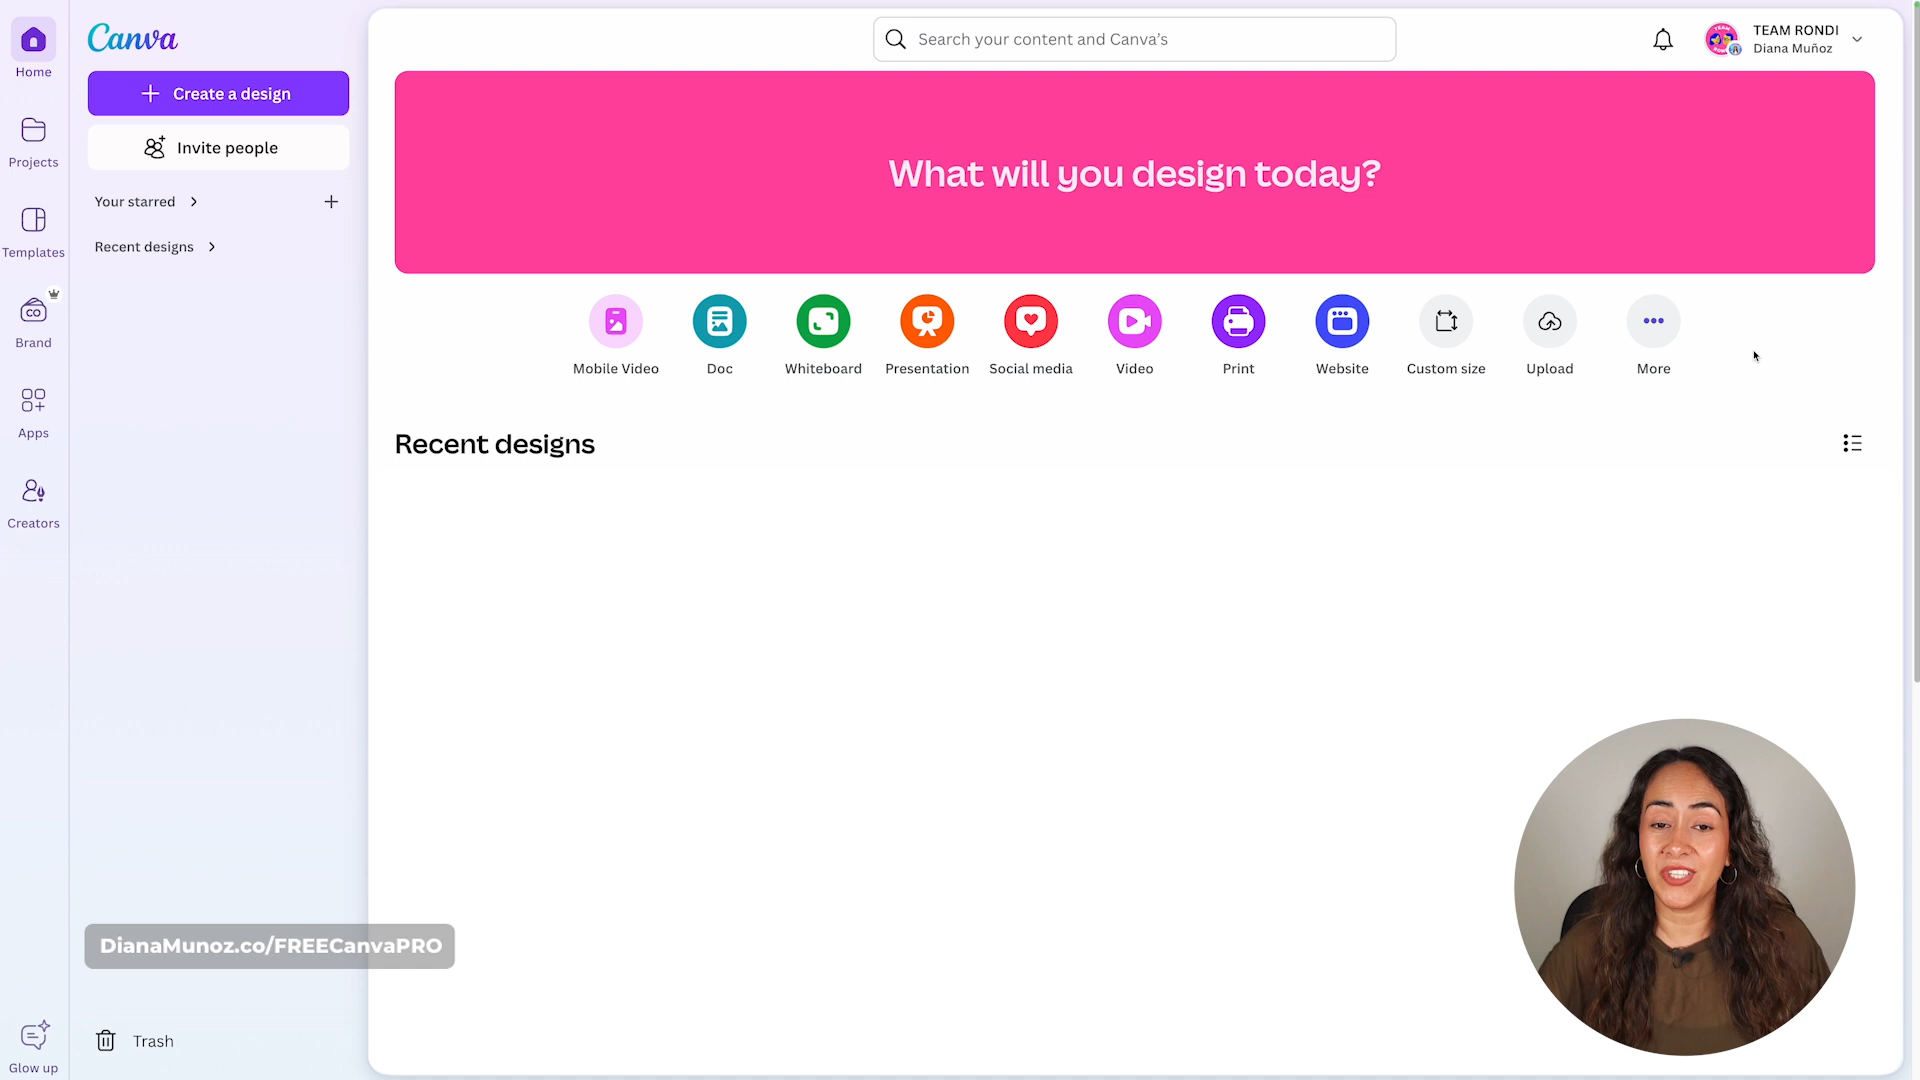 Home
Projects
Templates
Brand
Apps
Creators
Glow up
Canva
Create a design
Invite people
Your starred
Recent designs
Trash
Search your content and Canva's
TEAM RONDI
Diana Muñoz
What will you design today?
Mobile Video
Doc
Whiteboard
Presentation
Social media
Video
Print
Website
Custom size
Upload
More
Recent designs
DianaMunoz.co/FREECanvaPRO
CO